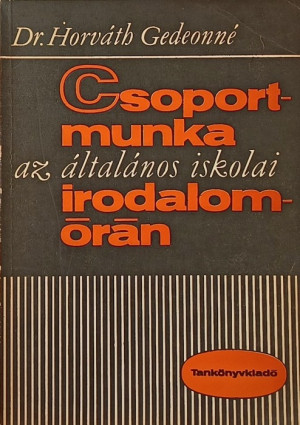 Dr. Horváth Gedeonné
Csoport-
munka
az általános iskolai
irodalom-
órán
Tankönyvkiadó